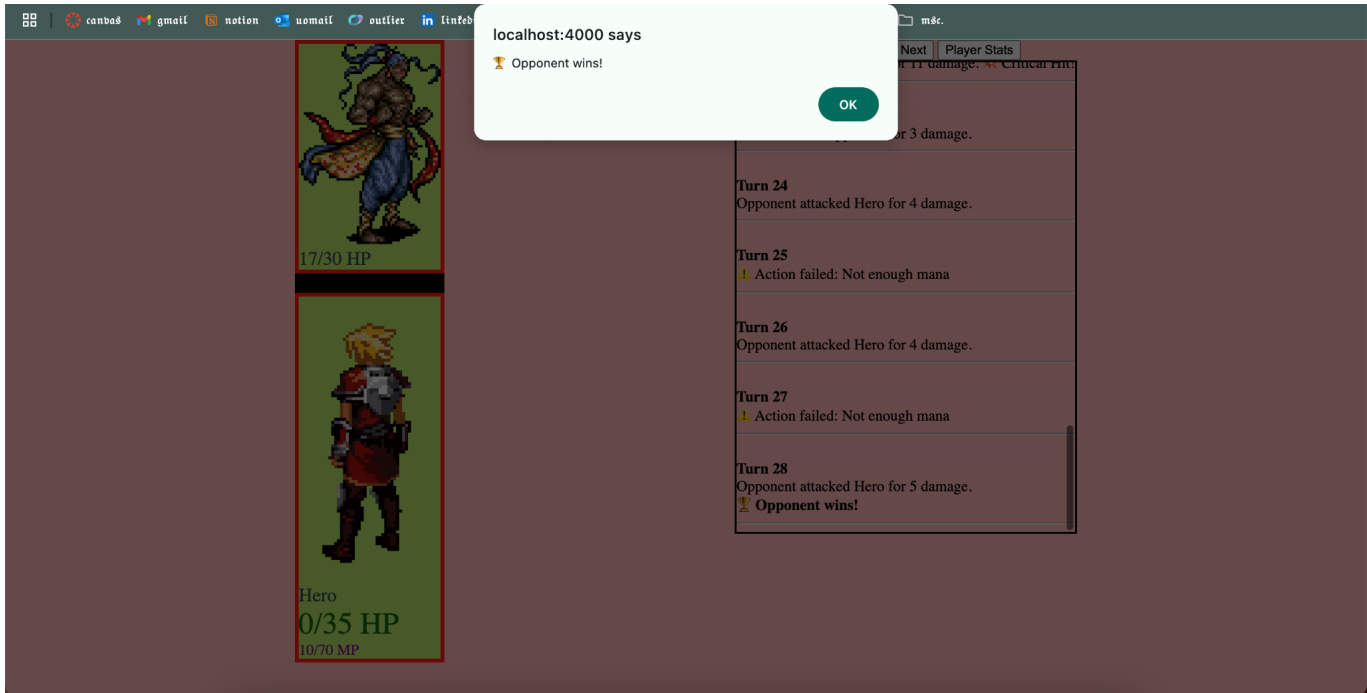 canvas gmail notion uomail outlier in msc.
localhost:4000 says
🏆 Opponent wins!
OK
Next Player Stats
11 damage. 💥 Critical Hit!
for 3 damage.
Turn 24
Opponent attacked Hero for 4 damage.
Turn 25
⚠️ Action failed: Not enough mana
Turn 26
Opponent attacked Hero for 4 damage.
Turn 27
⚠️ Action failed: Not enough mana
Turn 28
Opponent attacked Hero for 5 damage.
🏆 Opponent wins!
17/30 HP
Hero
0/35 HP
10/70 MP